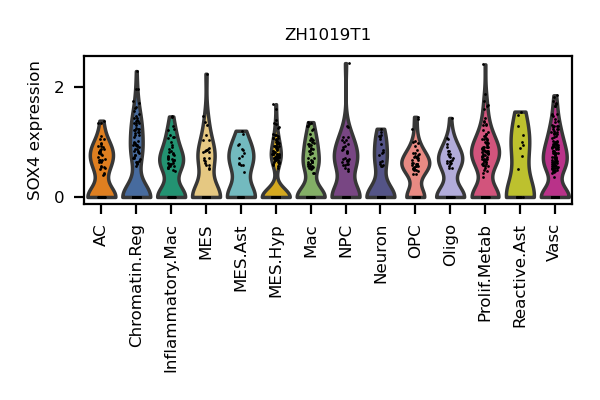 ZH1019T1
SOX4 expression
2
0
AC
Chromatin.Reg
Inflammatory.Mac
MES
MES.Ast
MES.Hyp
Mac
NPC
Neuron
OPC
Oligo
Prolif.Metab
Reactive.Ast
Vasc